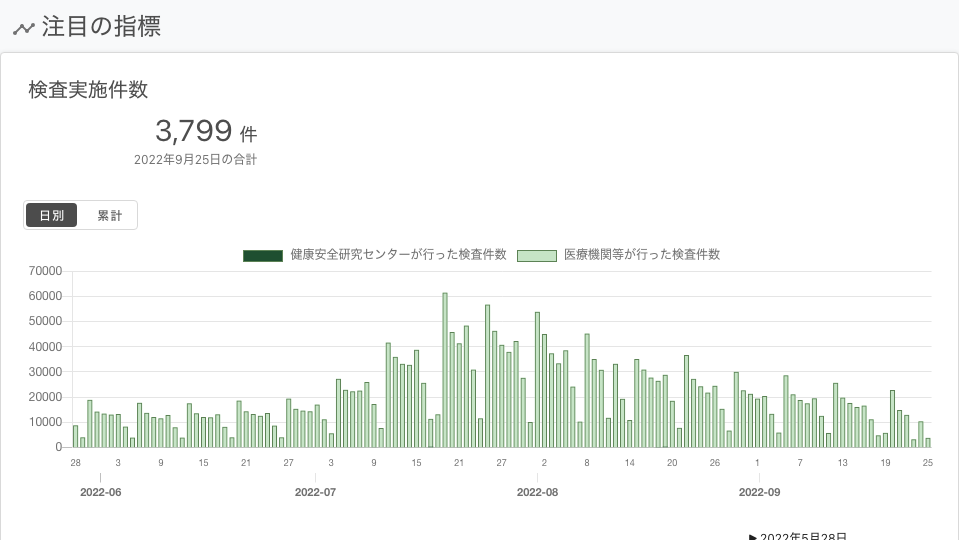 注目の指標
検査実施件数
3,799 件
2022年9月25日の合計
日別 累計
健康安全研究センターが行った検査件数 医療機関等が行った検査件数
70000
60000
50000
40000
30000
20000
10000
0
28 3 9 15 21 27 3 9 15 21 27 2 8 14 20 26 1 7 13 19 25
2022-06 2022-07 2022-08 2022-09
▶ 2022年5月28日